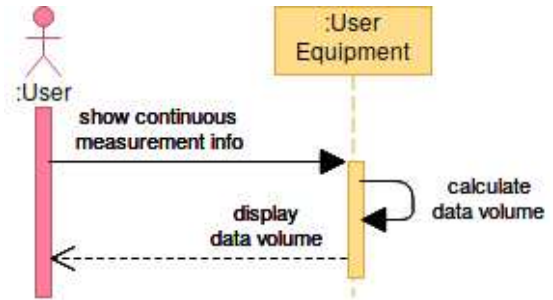 :User
Equipment
:User
show continuous
measurement info
calculate
data volume
display
data volume